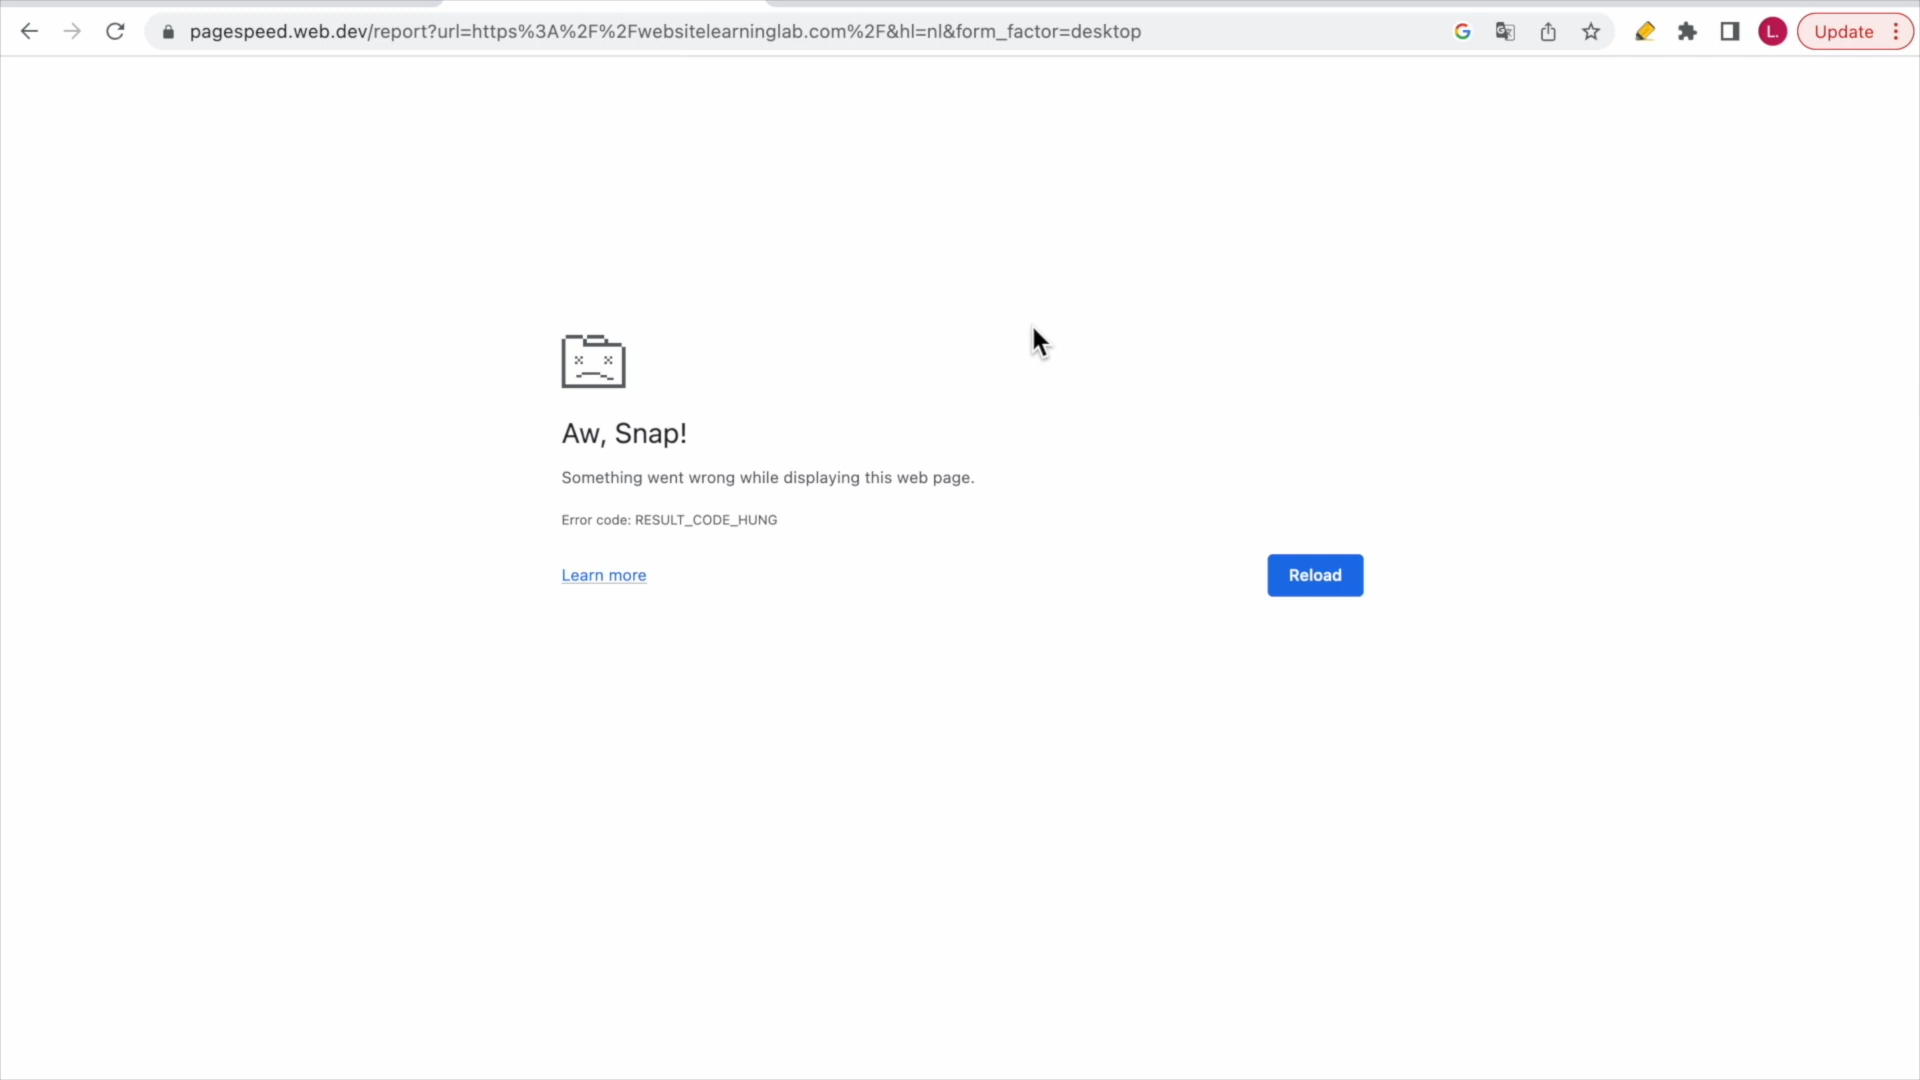 pagespeed.web.dev/report?url=https%3A%2F%2Fwebsitelearninglab.com%2F&hl=nl&form_factor=desktop
L.
Update
Aw, Snap!
Something went wrong while displaying this web page.
Error code: RESULT_CODE_HUNG
Learn more
Reload